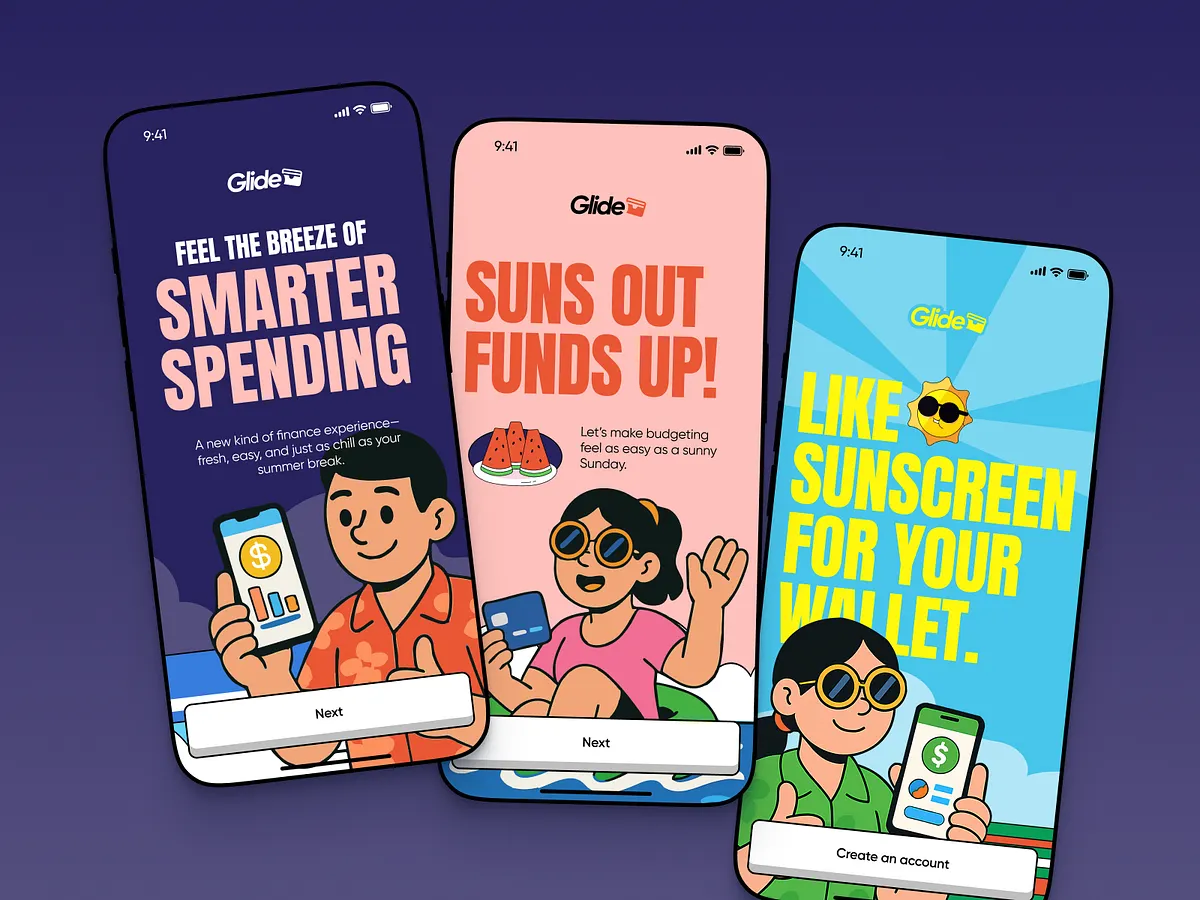 9:41
Glide
FEEL THE BREEZE OF
SMARTER
SPENDING
A new kind of finance experience—
fresh, easy, and just as chill as your
summer break.
$
Next
9:41
Glide
SUNS OUT
FUNDS UP!
Let's make budgeting
feel as easy as a sunny
Sunday.
Next
9:41
Glide
LIKE
SUNSCREEN
FOR YOUR
WALLET.
$
Create an account